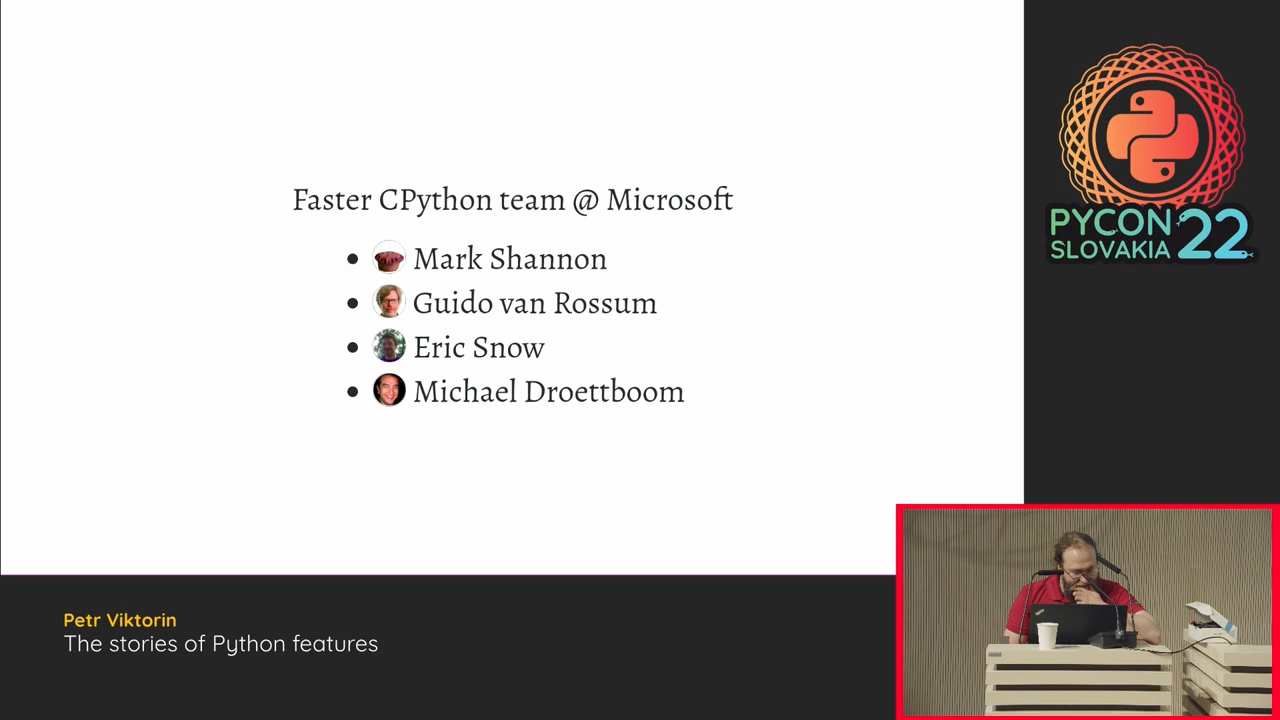 Faster CPython team @ Microsoft
Mark Shannon
Guido van Rossum
Eric Snow
Michael Droettboom
PYCON
SLOVAKIA
22
Petr Viktorin
The stories of Python features